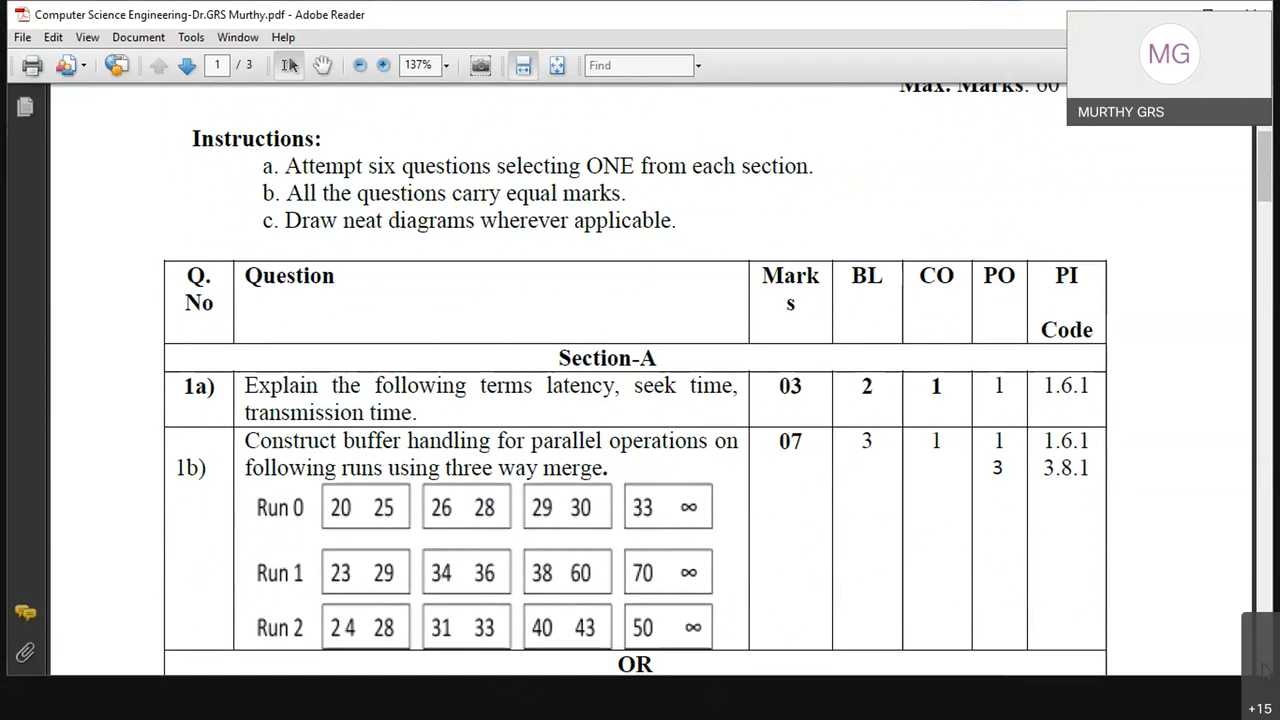 Computer Science Engineering-Dr.GRS Murthy.pdf - Adobe Reader
File Edit View Document Tools Window Help
1 / 3 137% Find
MG
MURTHY GRS
Max. Marks: 60
Instructions:
a. Attempt six questions selecting ONE from each section.
b. All the questions carry equal marks.
c. Draw neat diagrams wherever applicable.
Q. Question Mark BL CO PO PI
No s
Code
Section-A
1a) Explain the following terms latency, seek time, 03 2 1 1 1.6.1
transmission time.
Construct buffer handling for parallel operations on 07 3 1 1 1.6.1
1b) following runs using three way merge. 3 3.8.1
Run 0 20 25 26 28 29 30 33 ∞
Run 1 23 29 34 36 38 60 70 ∞
Run 2 24 28 31 33 40 43 50 ∞
OR
+15